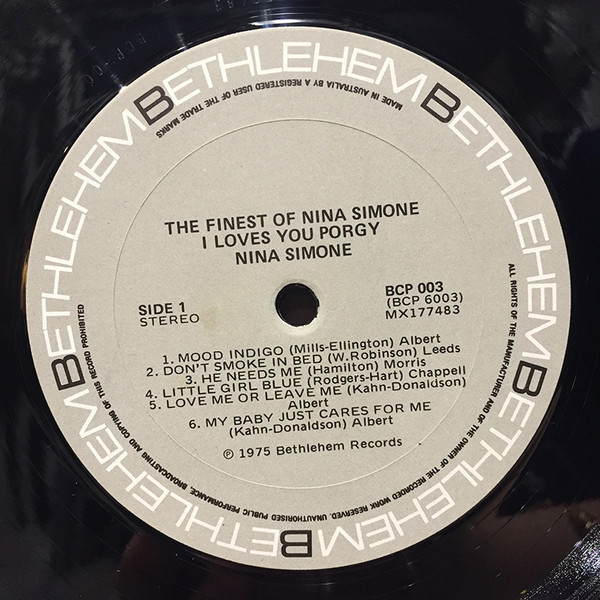 BETHLEHEM BETHLEHEM BETHLEHEM BETHLEHEM BETHLEHEM
MADE IN AUSTRALIA BY A REGISTERED USER OF THE TRADE MARKS
ALL RIGHTS OF THE MANUFACTURER AND OF THE OWNER OF THE RECORDED WORK RESERVED. UNAUTHORISED PUBLIC PERFORMANCE, BROADCASTING AND COPYING OF THIS RECORD PROHIBITED
THE FINEST OF NINA SIMONE
I LOVES YOU PORGY
NINA SIMONE
SIDE 1
STEREO
BCP 003
(BCP 6003)
MX177483
1. MOOD INDIGO (Mills-Ellington) Albert
2. DON'T SMOKE IN BED (W.Robinson) Leeds
3. HE NEEDS ME (Hamilton) Morris
4. LITTLE GIRL BLUE (Rodgers-Hart) Chappell
5. LOVE ME OR LEAVE ME (Kahn-Donaldson)
Albert
6. MY BABY JUST CARES FOR ME
(Kahn-Donaldson) Albert
℗ 1975 Bethlehem Records